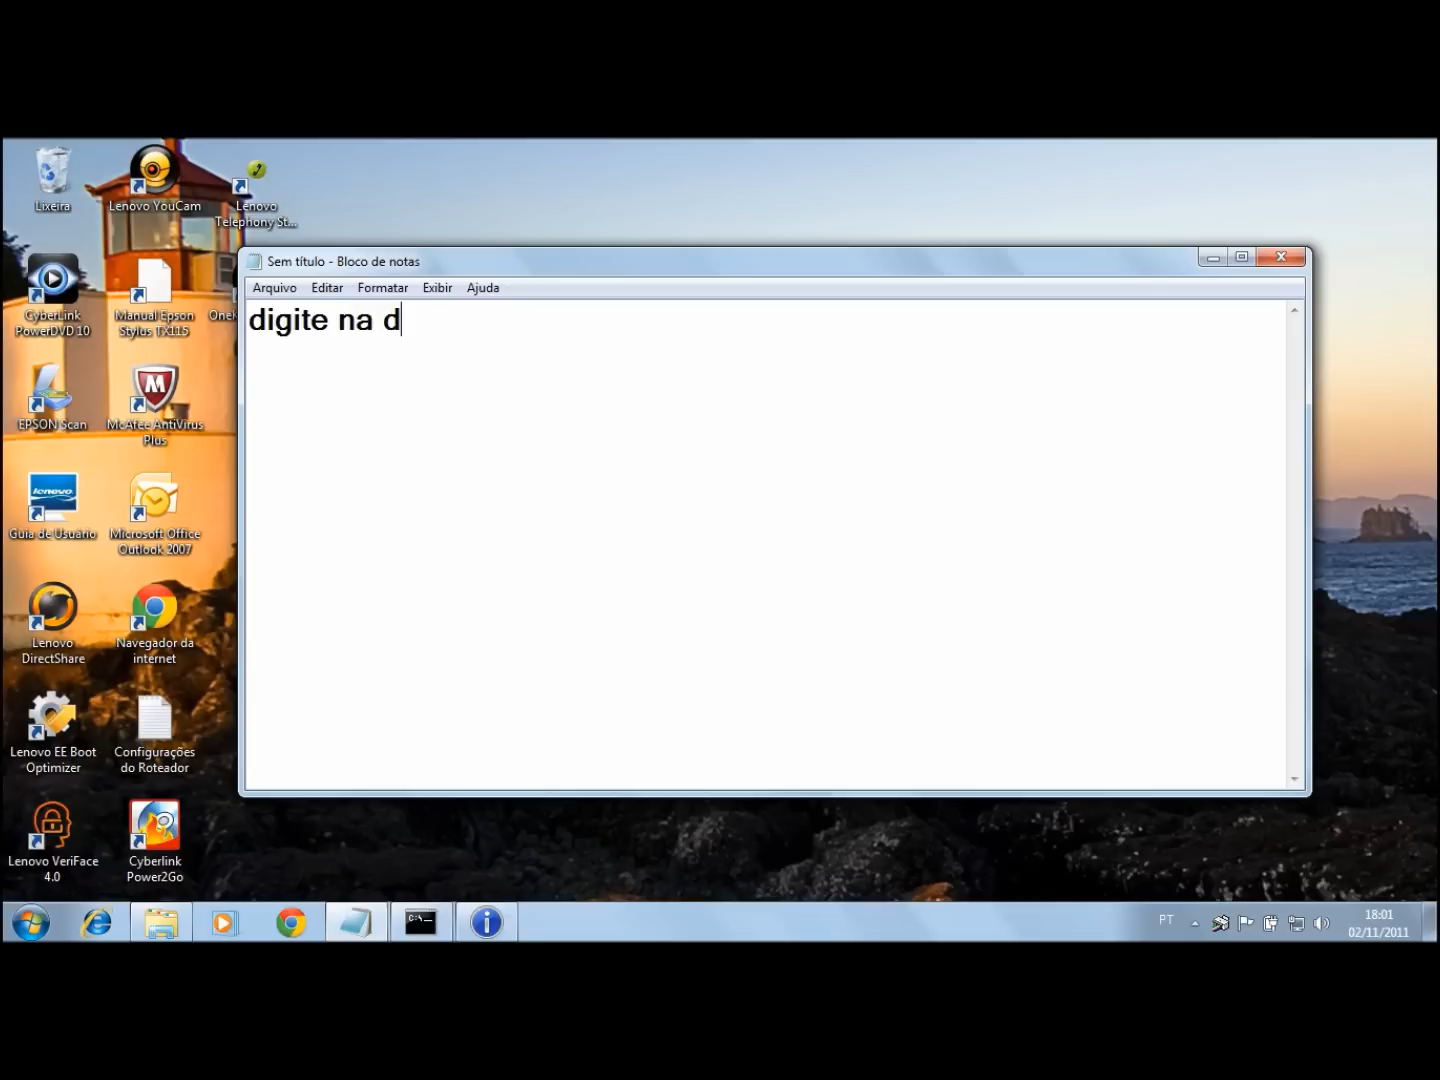 Lixeira
Lenovo YouCam
Lenovo
Telephony St...
CyberLink
PowerDVD 10
Manual Epson
Stylus TX115
OneK
EPSON Scan
McAfee AntiVirus
Plus
lenovo
Guia de Usuário
Microsoft Office
Outlook 2007
Lenovo
DirectShare
Navegador da
internet
Lenovo EE Boot
Optimizer
Configurações
do Roteador
Lenovo VeriFace
4.0
Cyberlink
Power2Go
Sem título - Bloco de notas
Arquivo Editar Formatar Exibir Ajuda
digite na d
C:\
PT
18:01
02/11/2011